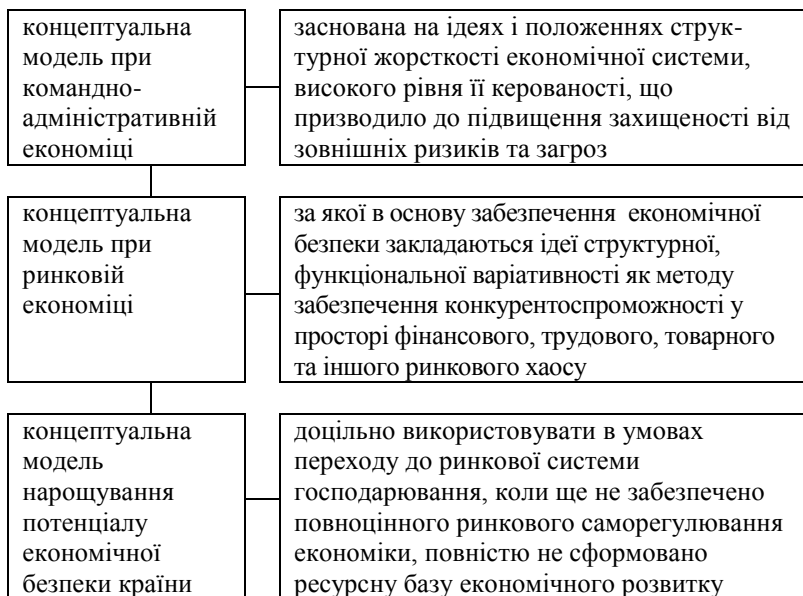 концептуальна
модель при
командно-
адміністративній
економіці
заснована на ідеях і положеннях струк-
турної жорсткості економічної системи,
високого рівня її керованості, що
призводило до підвищення захищеності від
зовнішніх ризиків та загроз
концептуальна
модель при
ринковій
економіці
за якої в основу забезпечення економічної
безпеки закладаються ідеї структурної,
функціональної варіативності як методу
забезпечення конкурентоспроможності у
просторі фінансового, трудового, товарного
та іншого ринкового хаосу
концептуальна
модель
нарощування
потенціалу
економічної
безпеки країни
доцільно використовувати в умовах
переходу до ринкової системи
господарювання, коли ще не забезпечено
повноцінного ринкового саморегулювання
економіки, повністю не сформовано
ресурсну базу економічного розвитку